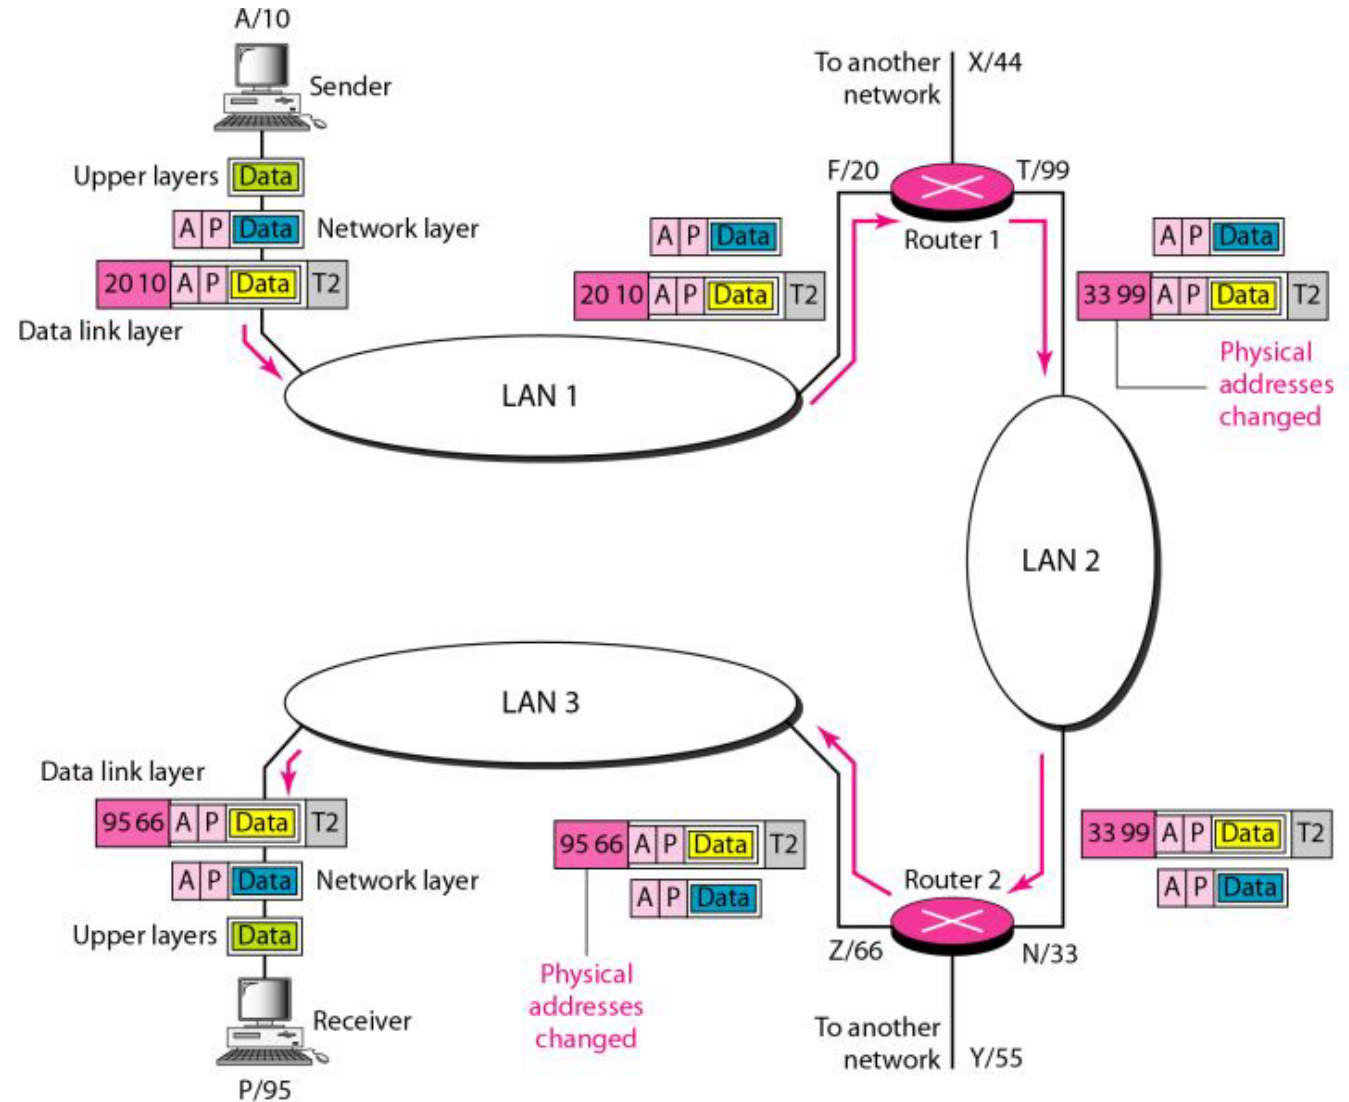 A/10
Sender
Upper layers Data
A P Data Network layer
20 10 A P Data T2
Data link layer
LAN 1
A P Data
20 10 A P Data T2
To another
network
X/44
F/20
T/99
Router 1
A P Data
33 99 A P Data T2
Physical
addresses
changed
LAN 2
LAN 3
Data link layer
95 66 A P Data T2
A P Data Network layer
Upper layers Data
Receiver
P/95
95 66 A P Data T2
A P Data
Physical
addresses
changed
Router 2
Z/66
N/33
To another
network
Y/55
33 99 A P Data T2
A P Data